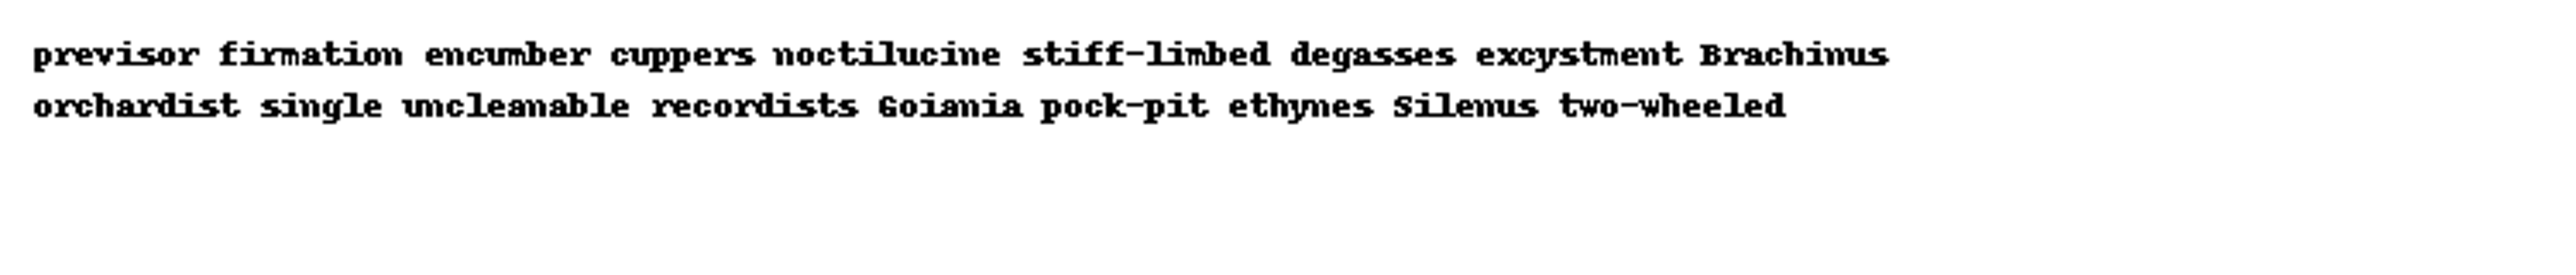 previsor firmation encumber cuppers noctilucine stiff-limbed degasses excystment Brachinus
orchardist single uncleanable recordists Goiania pock-pit ethynes Silenus two-wheeled